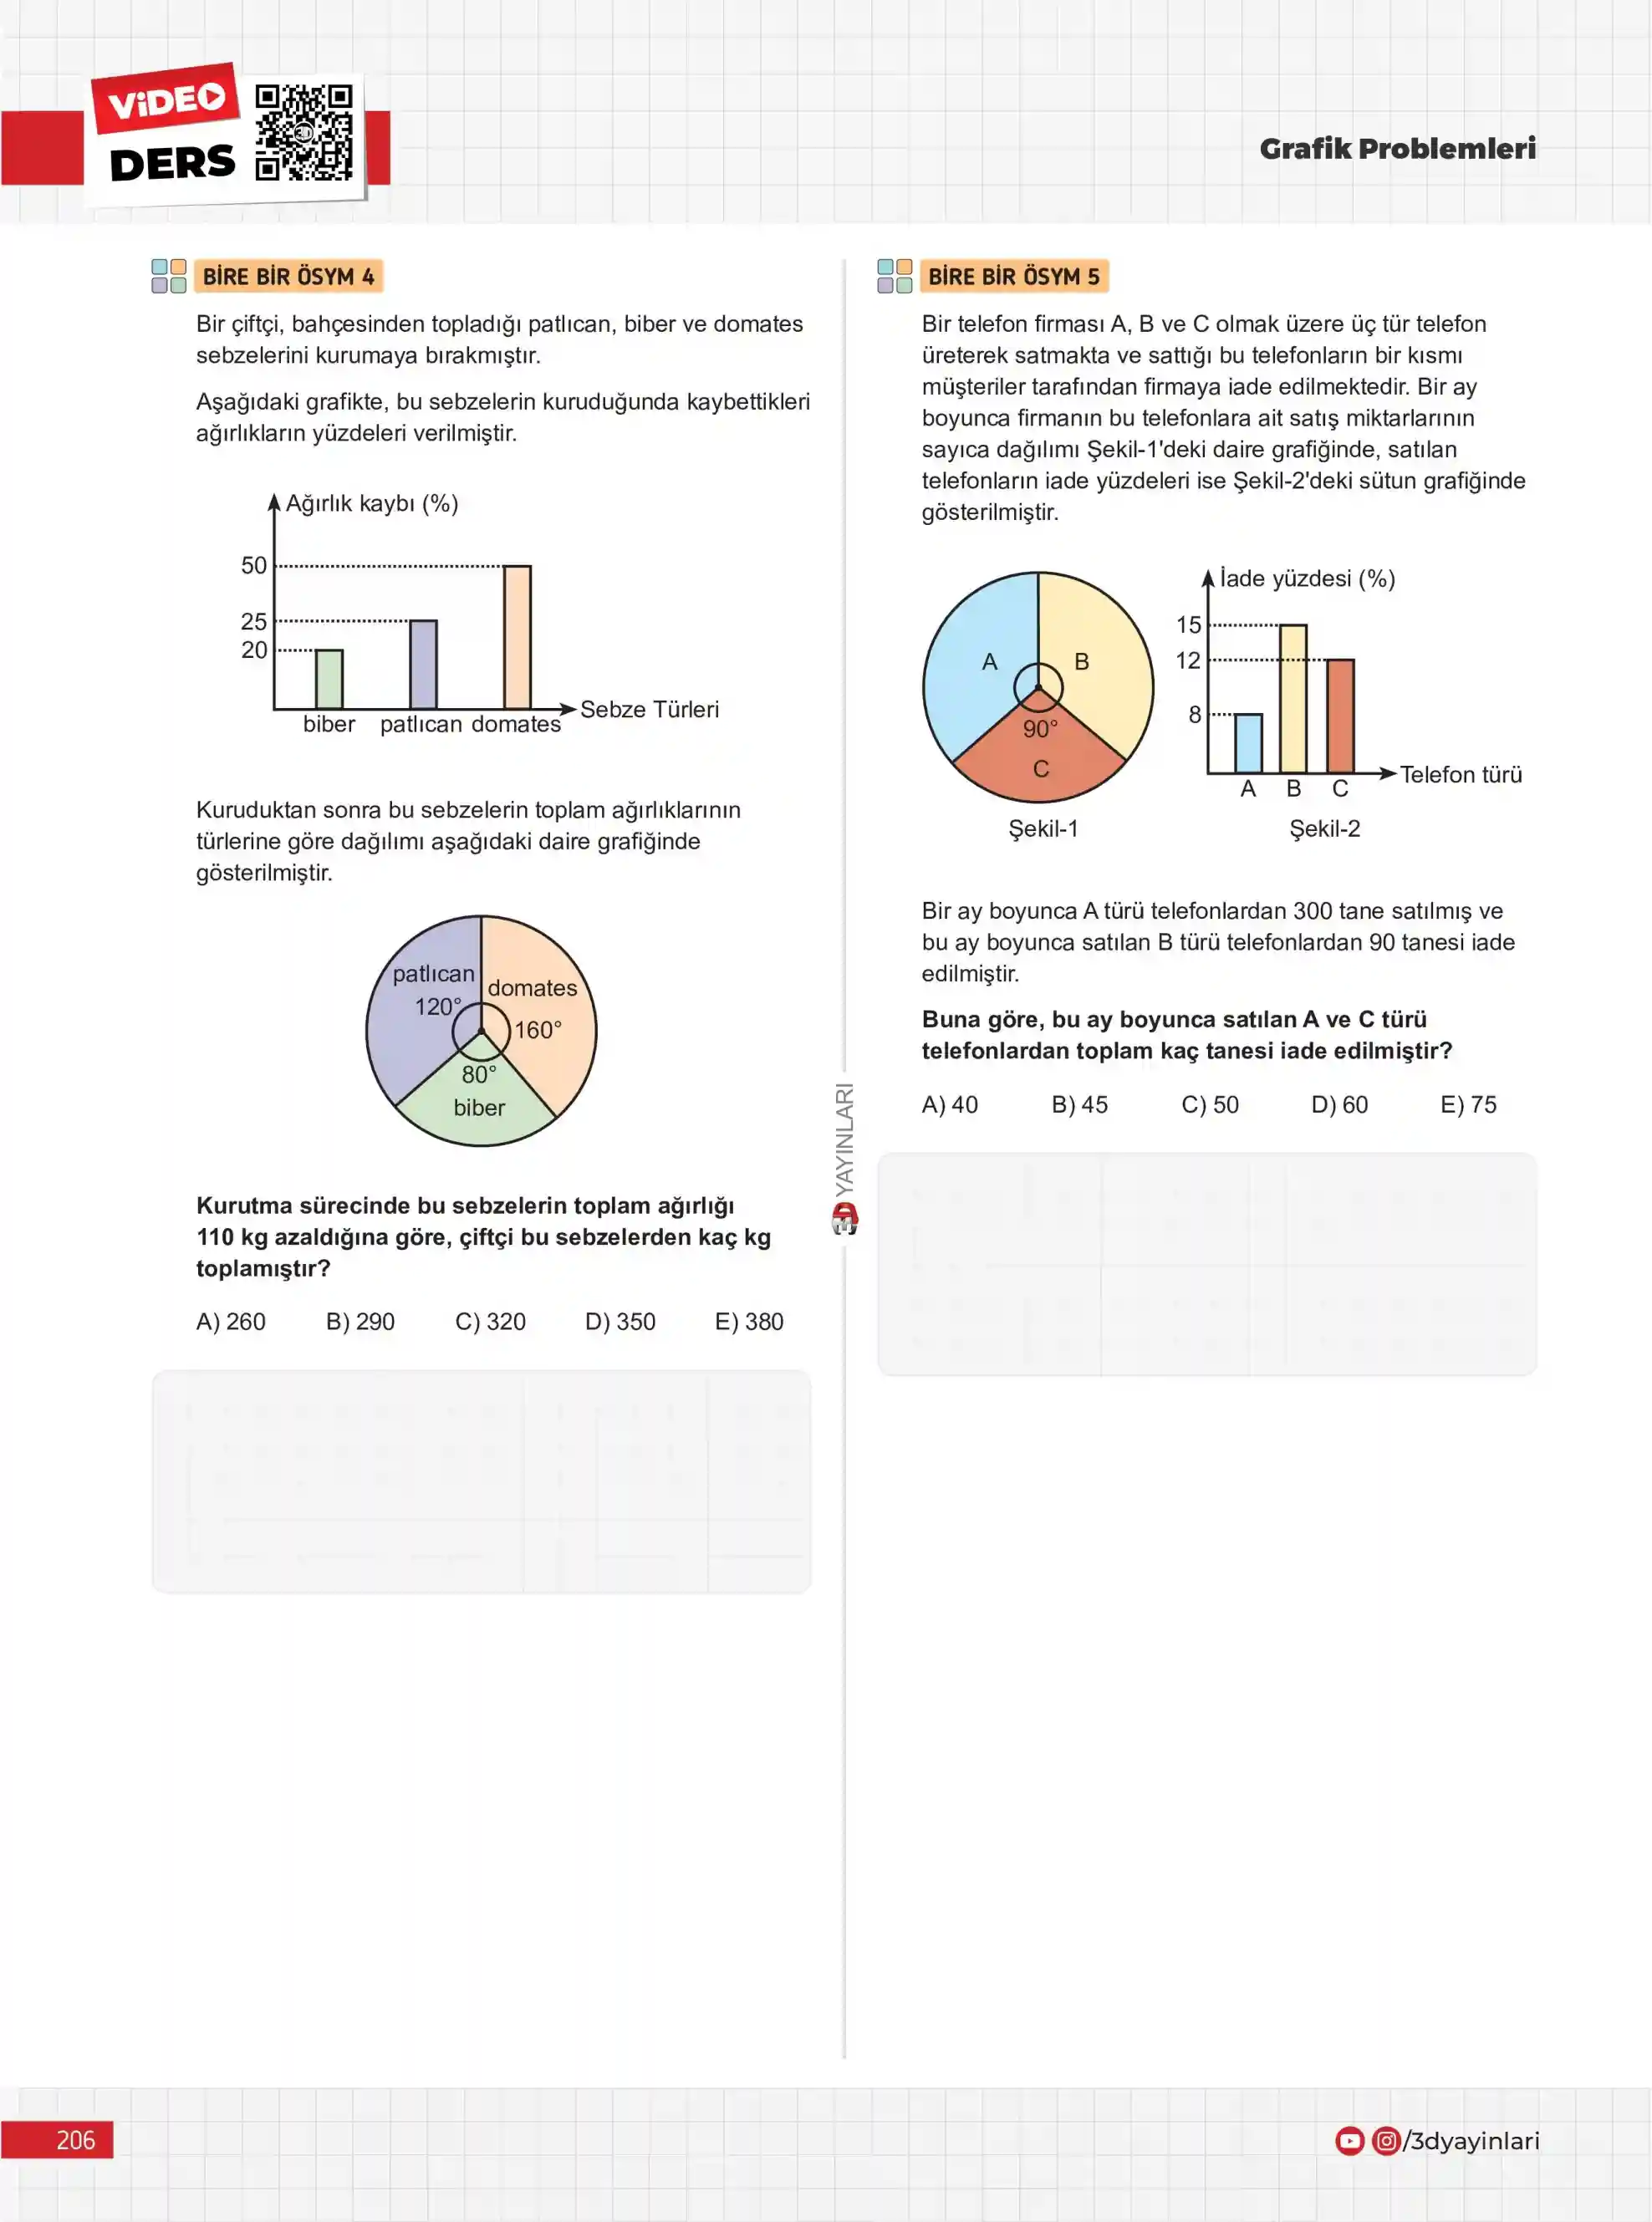 VİDEO
DERS
3D
Grafik Problemleri
BİRE BİR ÖSYM 4
Bir çiftçi, bahçesinden topladığı patlıcan, biber ve domates
sebzelerini kurumaya bırakmıştır.
Aşağıdaki grafikte, bu sebzelerin kuruduğunda kaybettikleri
ağırlıkların yüzdeleri verilmiştir.
Ağırlık kaybı (%)
50
25
20
Sebze Türleri
biber patlıcan domates
Kuruduktan sonra bu sebzelerin toplam ağırlıklarının
türlerine göre dağılımı aşağıdaki daire grafiğinde
gösterilmiştir.
patlıcan
120°
domates
160°
80°
biber
Kurutma sürecinde bu sebzelerin toplam ağırlığı
110 kg azaldığına göre, çiftçi bu sebzelerden kaç kg
toplamıştır?
A) 260 B) 290 C) 320 D) 350 E) 380
YAYINLARI
BİRE BİR ÖSYM 5
Bir telefon firması A, B ve C olmak üzere üç tür telefon
üreterek satmakta ve sattığı bu telefonların bir kısmı
müşteriler tarafından firmaya iade edilmektedir. Bir ay
boyunca firmanın bu telefonlara ait satış miktarlarının
sayıca dağılımı Şekil-1'deki daire grafiğinde, satılan
telefonların iade yüzdeleri ise Şekil-2'deki sütun grafiğinde
gösterilmiştir.
A
B
90°
C
Şekil-1
İade yüzdesi (%)
15
12
8
Telefon türü
A B C
Şekil-2
Bir ay boyunca A türü telefonlardan 300 tane satılmış ve
bu ay boyunca satılan B türü telefonlardan 90 tanesi iade
edilmiştir.
Buna göre, bu ay boyunca satılan A ve C türü
telefonlardan toplam kaç tanesi iade edilmiştir?
A) 40 B) 45 C) 50 D) 60 E) 75
206
/3dyayinlari